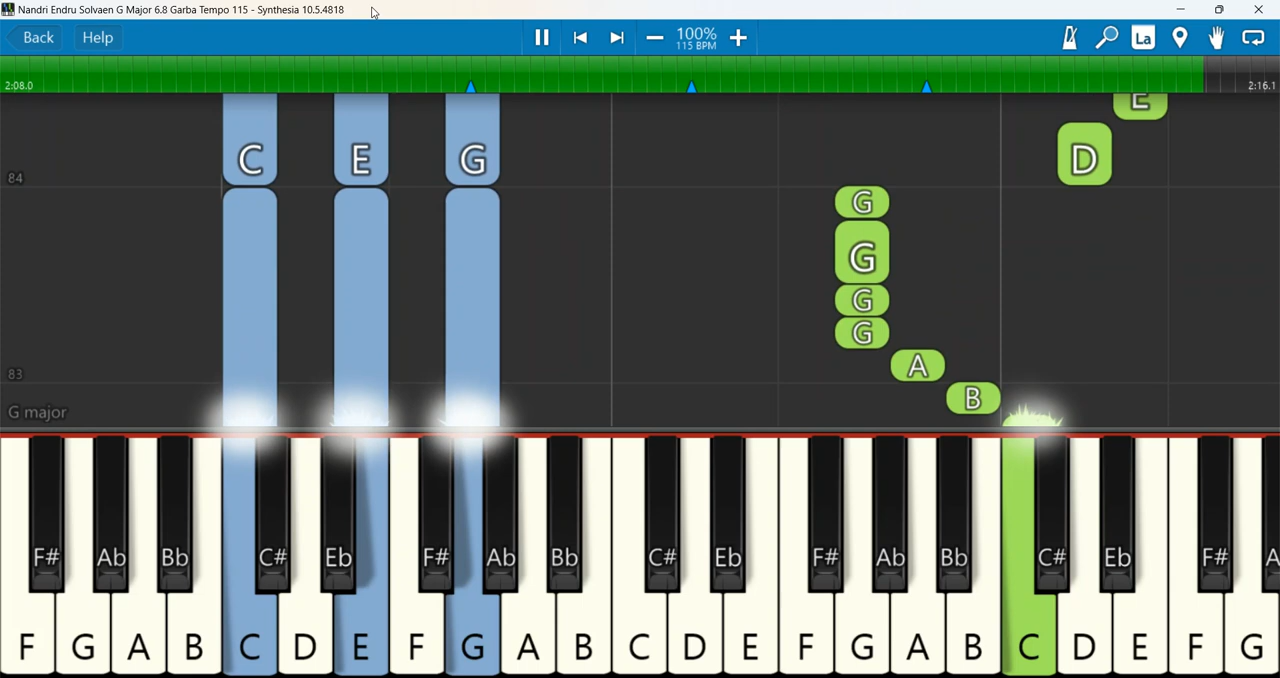 Nandri Endru Solvaen G Major 6.8 Garba Tempo 115 - Synthesia 10.5.4818
Back Help 100% La
115 BPM
2:08.0 2:16.1
E
C E G D
84
G
G
G
G
A
83
B
G major
F# Ab Bb C# Eb F# Ab Bb C# Eb F# Ab Bb C# Eb F# A
F G A B C D E F G A B C D E F G A B C D E F G